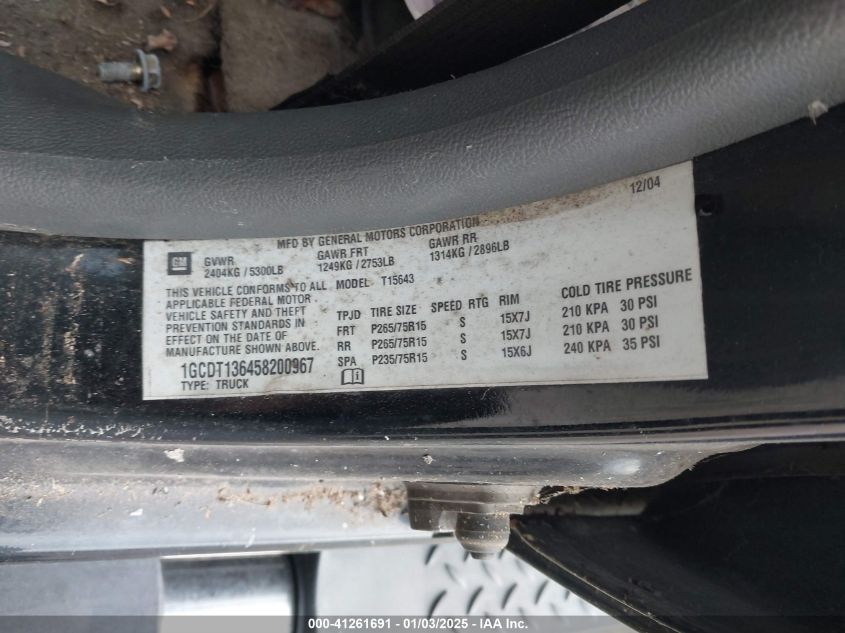 12/04
MFD BY GENERAL MOTORS CORPORATION
GM
GVWR GAWR FRT GAWR RR
2404KG / 5300LB 1249KG / 2753LB 1314KG / 2896LB
THIS VEHICLE CONFORMS TO ALL
APPLICABLE FEDERAL MOTOR
VEHICLE SAFETY AND THEFT
PREVENTION STANDARDS IN
EFFECT ON THE DATE OF
MANUFACTURE SHOWN ABOVE.
MODEL T15643
TPJD TIRE SIZE SPEED RTG RIM COLD TIRE PRESSURE
FRT P265/75R15 S 15X7J 210 KPA 30 PSI
RR P265/75R15 S 15X7J 210 KPA 30 PSI
SPA P235/75R15 S 15X6J 240 KPA 35 PSI
1GCDT136458200967
TYPE: TRUCK
000-41261691 - 01/03/2025 - IAA Inc.